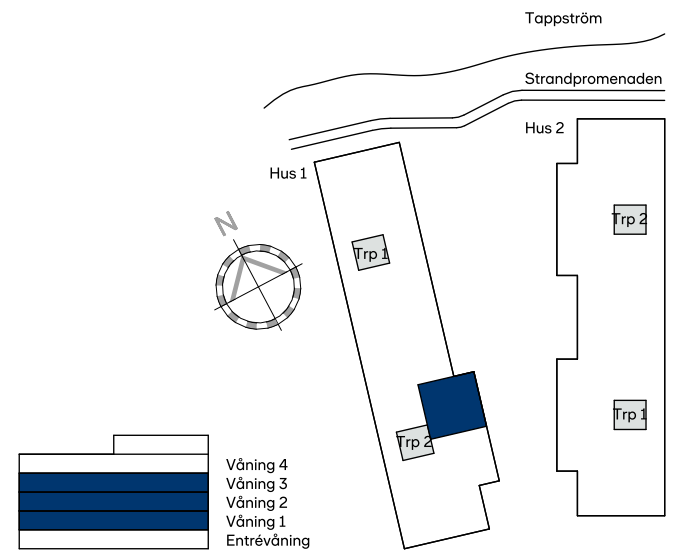 Tappström
Strandpromenaden
Hus 2
Hus 1
Trp 2
N
Trp 1
Trp 1
Trp 2
Våning 4
Våning 3
Våning 2
Våning 1
Entrévåning